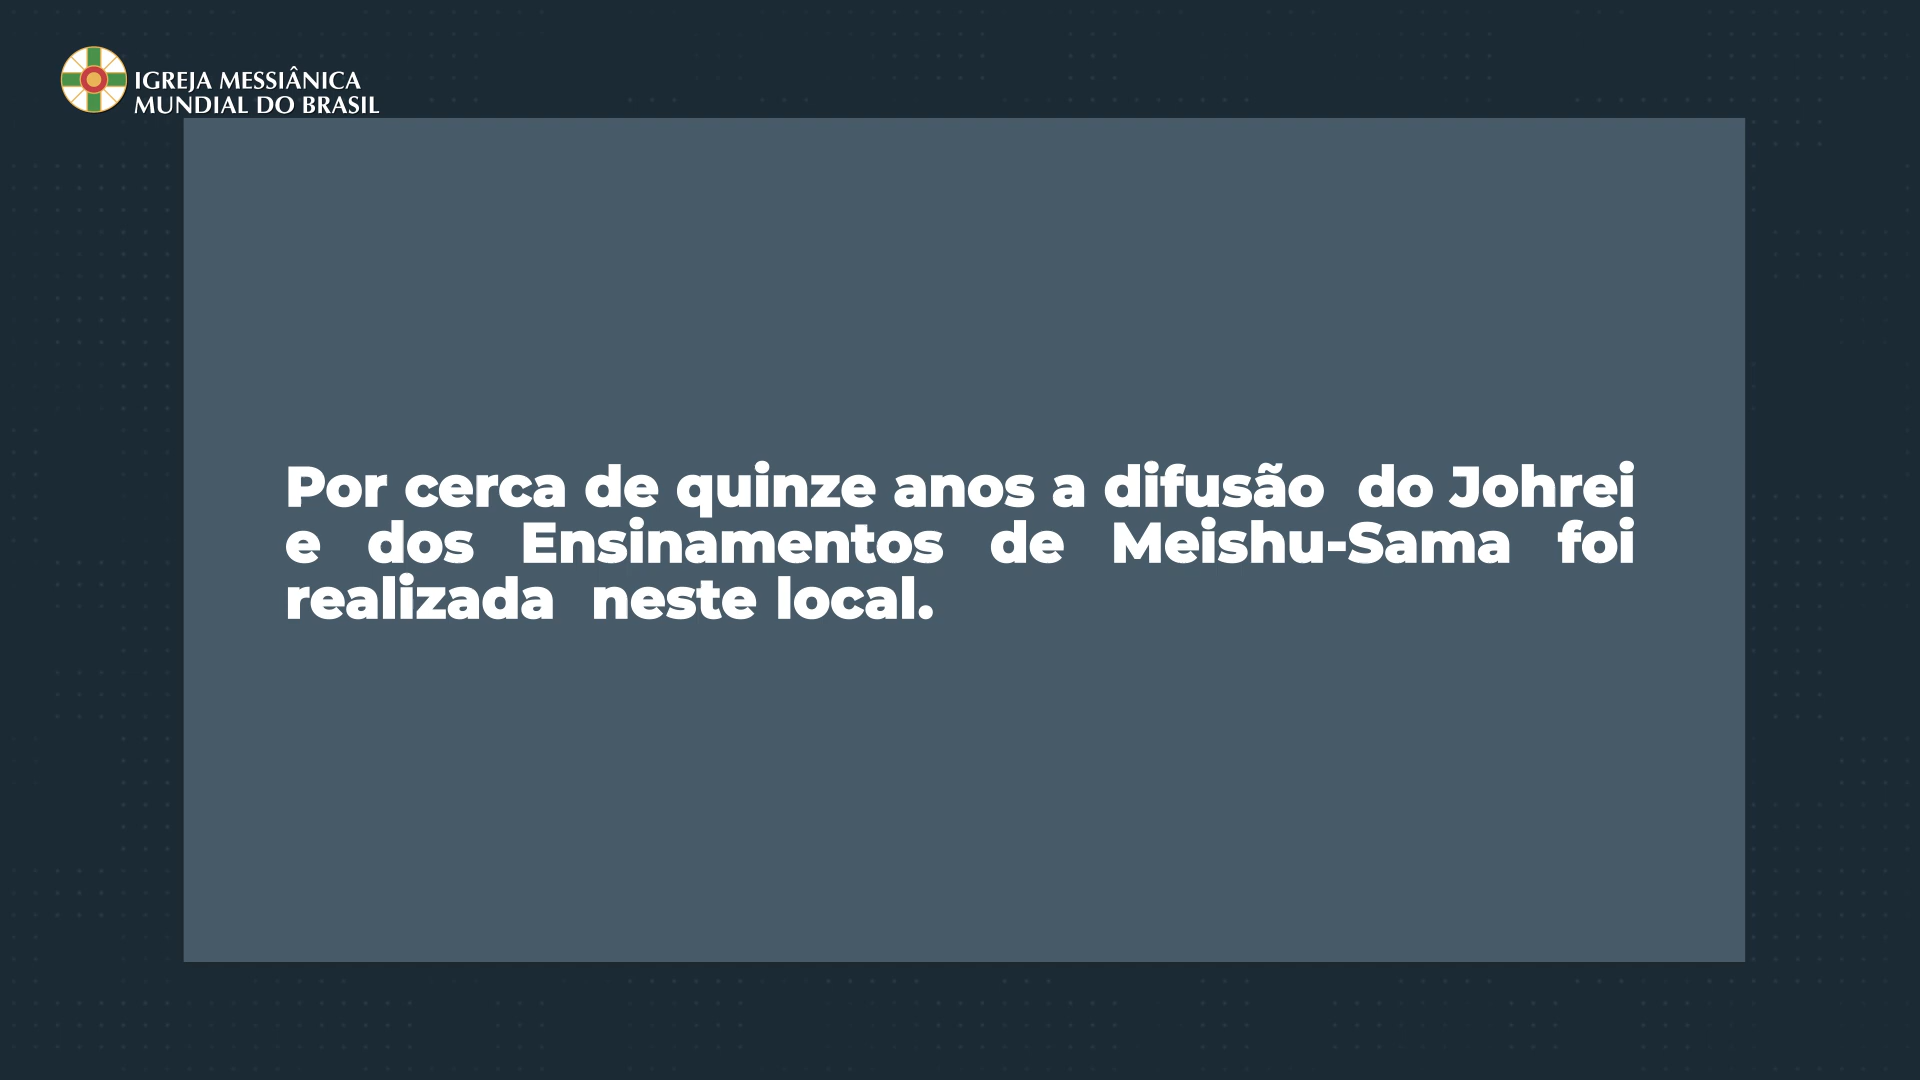 IGREJA MESSIÂNICA
MUNDIAL DO BRASIL
Por cerca de quinze anos a difusão do Johrei
e dos Ensinamentos de Meishu-Sama foi
realizada neste local.